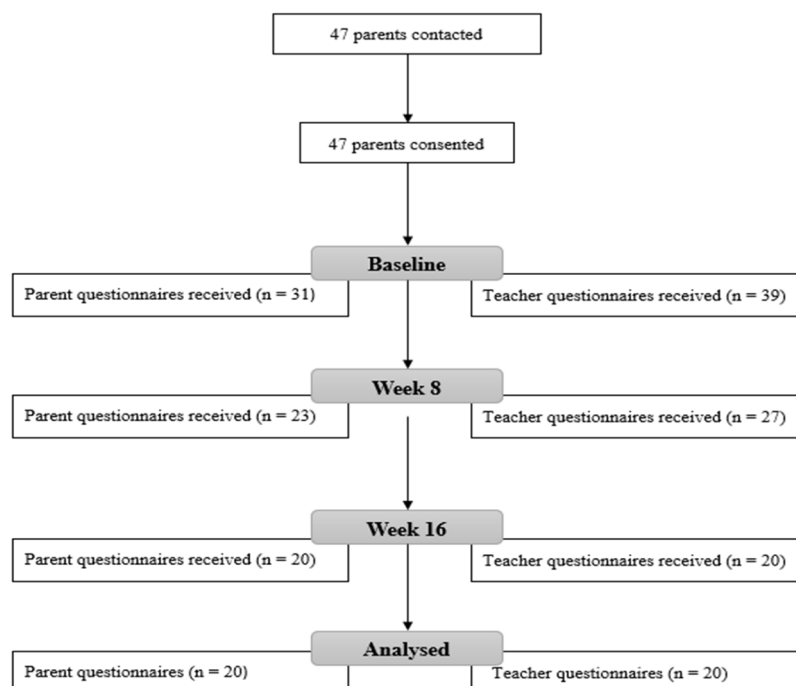 47 parents contacted
47 parents consented
Baseline
Parent questionnaires received (n = 31)
Teacher questionnaires received (n = 39)
Week 8
Parent questionnaires received (n = 23)
Teacher questionnaires received (n = 27)
Week 16
Parent questionnaires received (n = 20)
Teacher questionnaires received (n = 20)
Analysed
Parent questionnaires (n = 20)
Teacher questionnaires (n = 20)